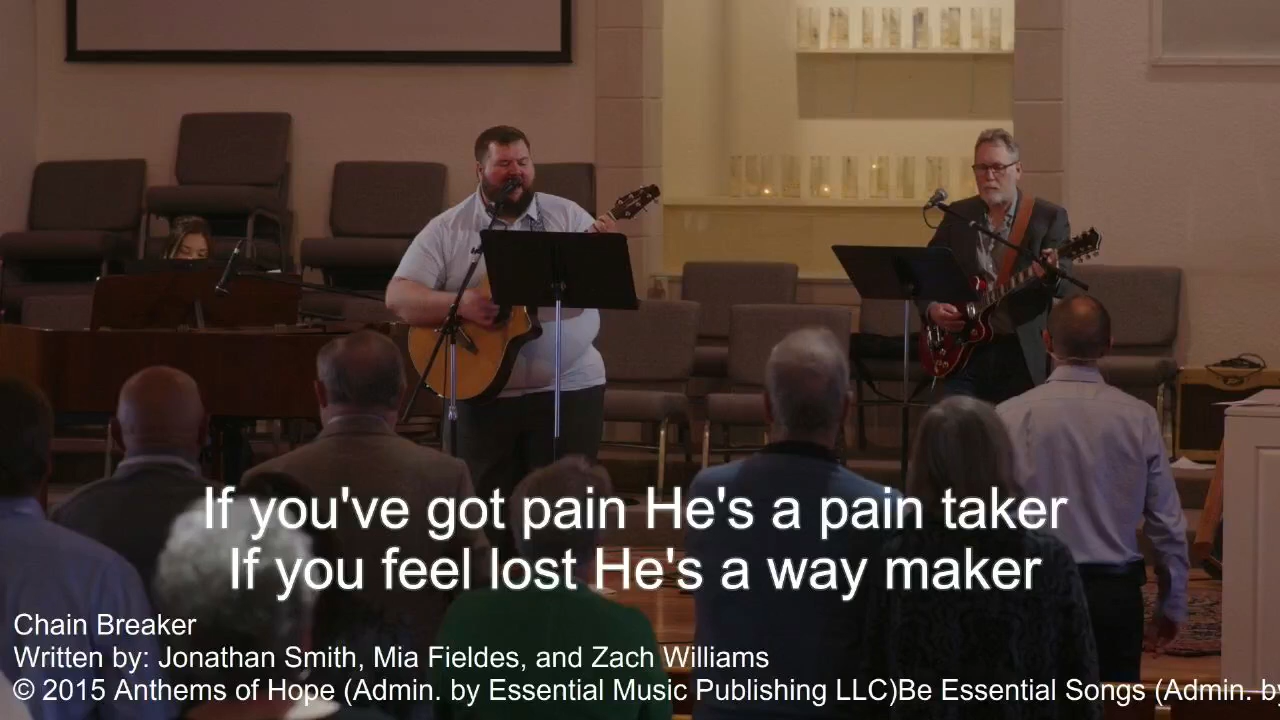 If you've got pain He's a pain taker
If you feel lost He's a way maker
Chain Breaker
Written by: Jonathan Smith, Mia Fieldes, and Zach Williams
© 2015 Anthems of Hope (Admin. by Essential Music Publishing LLC)Be Essential Songs (Admin. by